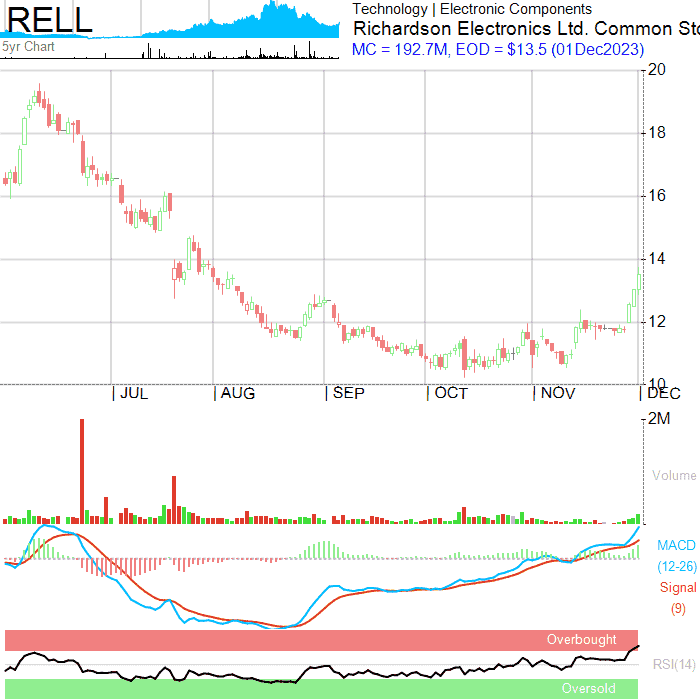 RELL
5yr Chart
Technology | Electronic Components
Richardson Electronics Ltd. Common Sto
MC = 192.7M, EOD = $13.5 (01Dec2023)
20
18
16
14
12
10
| JUL | AUG | SEP | OCT | NOV | DEC
2M
Volume
MACD
(12-26)
Signal
(9)
Overbought
RSI(14)
Oversold